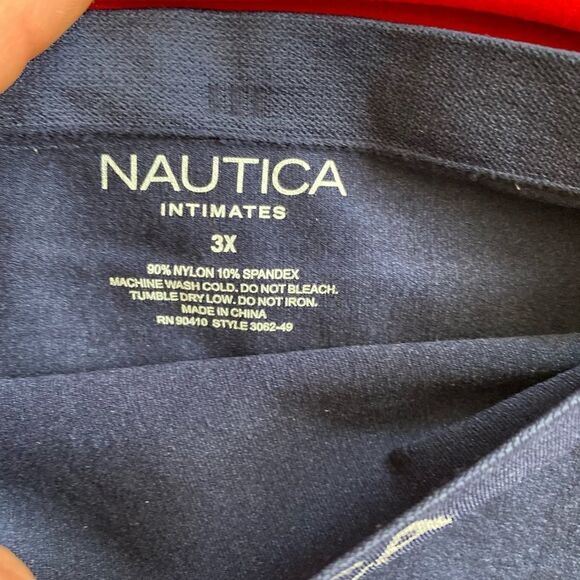 NAUTICA
INTIMATES
3X
90% NYLON 10% SPANDEX
MACHINE WASH COLD. DO NOT BLEACH.
TUMBLE DRY LOW. DO NOT IRON.
MADE IN CHINA
RN 90410 STYLE 3062-49